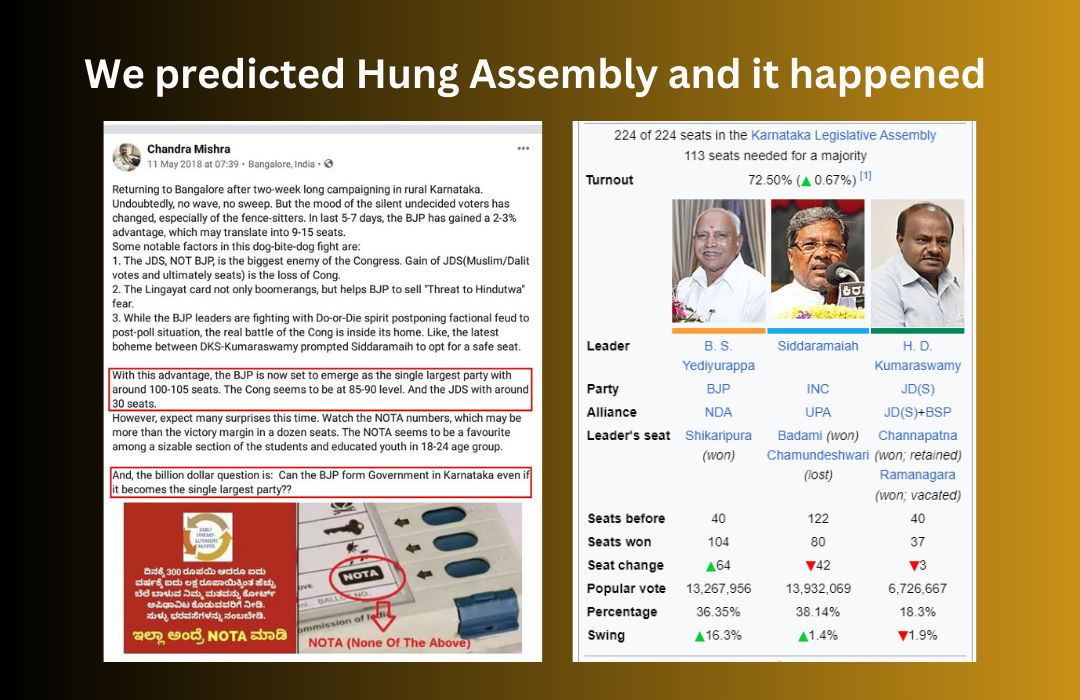 We predicted Hung Assembly and it happened
Chandra Mishra
11 May 2018 at 07:39 • Bangalore, India •
Returning to Bangalore after two-week long campaigning in rural Karnataka.
Undoubtedly, no wave, no sweep. But the mood of the silent undecided voters has
changed, especially of the fence-sitters. In last 5-7 days, the BJP has gained a 2-3%
advantage, which may translate into 9-15 seats.
Some notable factors in this dog-bite-dog fight are:
1. The JDS, NOT BJP, is the biggest enemy of the Congress. Gain of JDS(Muslim/Dalit
votes and ultimately seats) is the loss of Cong.
2. The Lingayat card not only boomerangs, but helps BJP to sell "Threat to Hindutwa"
fear.
3. While the BJP leaders are fighting with Do-or-Die spirit postponing factional feud to
post-poll situation, the real battle of the Cong is inside its home. Like, the latest
boheme between DKS-Kumaraswamy prompted Siddaramaih to opt for a safe seat.
With this advantage, the BJP is now set to emerge as the single largest party with
around 100-105 seats. The Cong seems to be at 85-90 level. And the JDS with around
30 seats.
However, expect many surprises this time. Watch the NOTA numbers, which may be
more than the victory margin in a dozen seats. The NOTA seems to be a favourite
among a sizable section of the students and educated youth in 18-24 age group.
And, the billion dollar question is: Can the BJP form Government in Karnataka even if
it becomes the single largest party??
ZERO
UNEMP-
LOYMENT
MODEL
ದಿನಕ್ಕೆ 300 ರೂಪಾಯಿ ಆದರೂ ಐದು
ವರ್ಷಕ್ಕೆ ಐದು ಲಕ್ಷ ರೂಪಾಯಿಗಿಂತ ಹೆಚ್ಚು
ಬೆಲೆ ಬಾಳುವ ನಿಮ್ಮ ಮತವನ್ನು ಕೋರ್ಟ್
ಅಫಿಡಾವಿಟ ಕೊಡುವವರಿಗೆ ನೀಡಿ.
ಸುಳ್ಳು ಭರವಸೆಗಳನ್ನು ನಂಬಬೇಡಿ.
ಇಲ್ಲಾ ಅಂದ್ರೆ NOTA ಮಾಡಿ
OVE
NOTA
BALLOT NO.
ommission of India
NOTA (None Of The Above)
224 of 224 seats in the Karnataka Legislative Assembly
113 seats needed for a majority
Turnout 72.50% (▲ 0.67%) [1]
ಕಿರ
Leader B. S. Yediyurappa Siddaramaiah H. D. Kumaraswamy
Party BJP INC JD(S)
Alliance NDA UPA JD(S)+BSP
Leader's seat Shikaripura Badami (won) Channapatna
(won) Chamundeshwari (won; retained)
(lost) Ramanagara
(won; vacated)
Seats before 40 122 40
Seats won 104 80 37
Seat change ▲64 ▼42 ▼3
Popular vote 13,267,956 13,932,069 6,726,667
Percentage 36.35% 38.14% 18.3%
Swing ▲16.3% ▲1.4% ▼1.9%